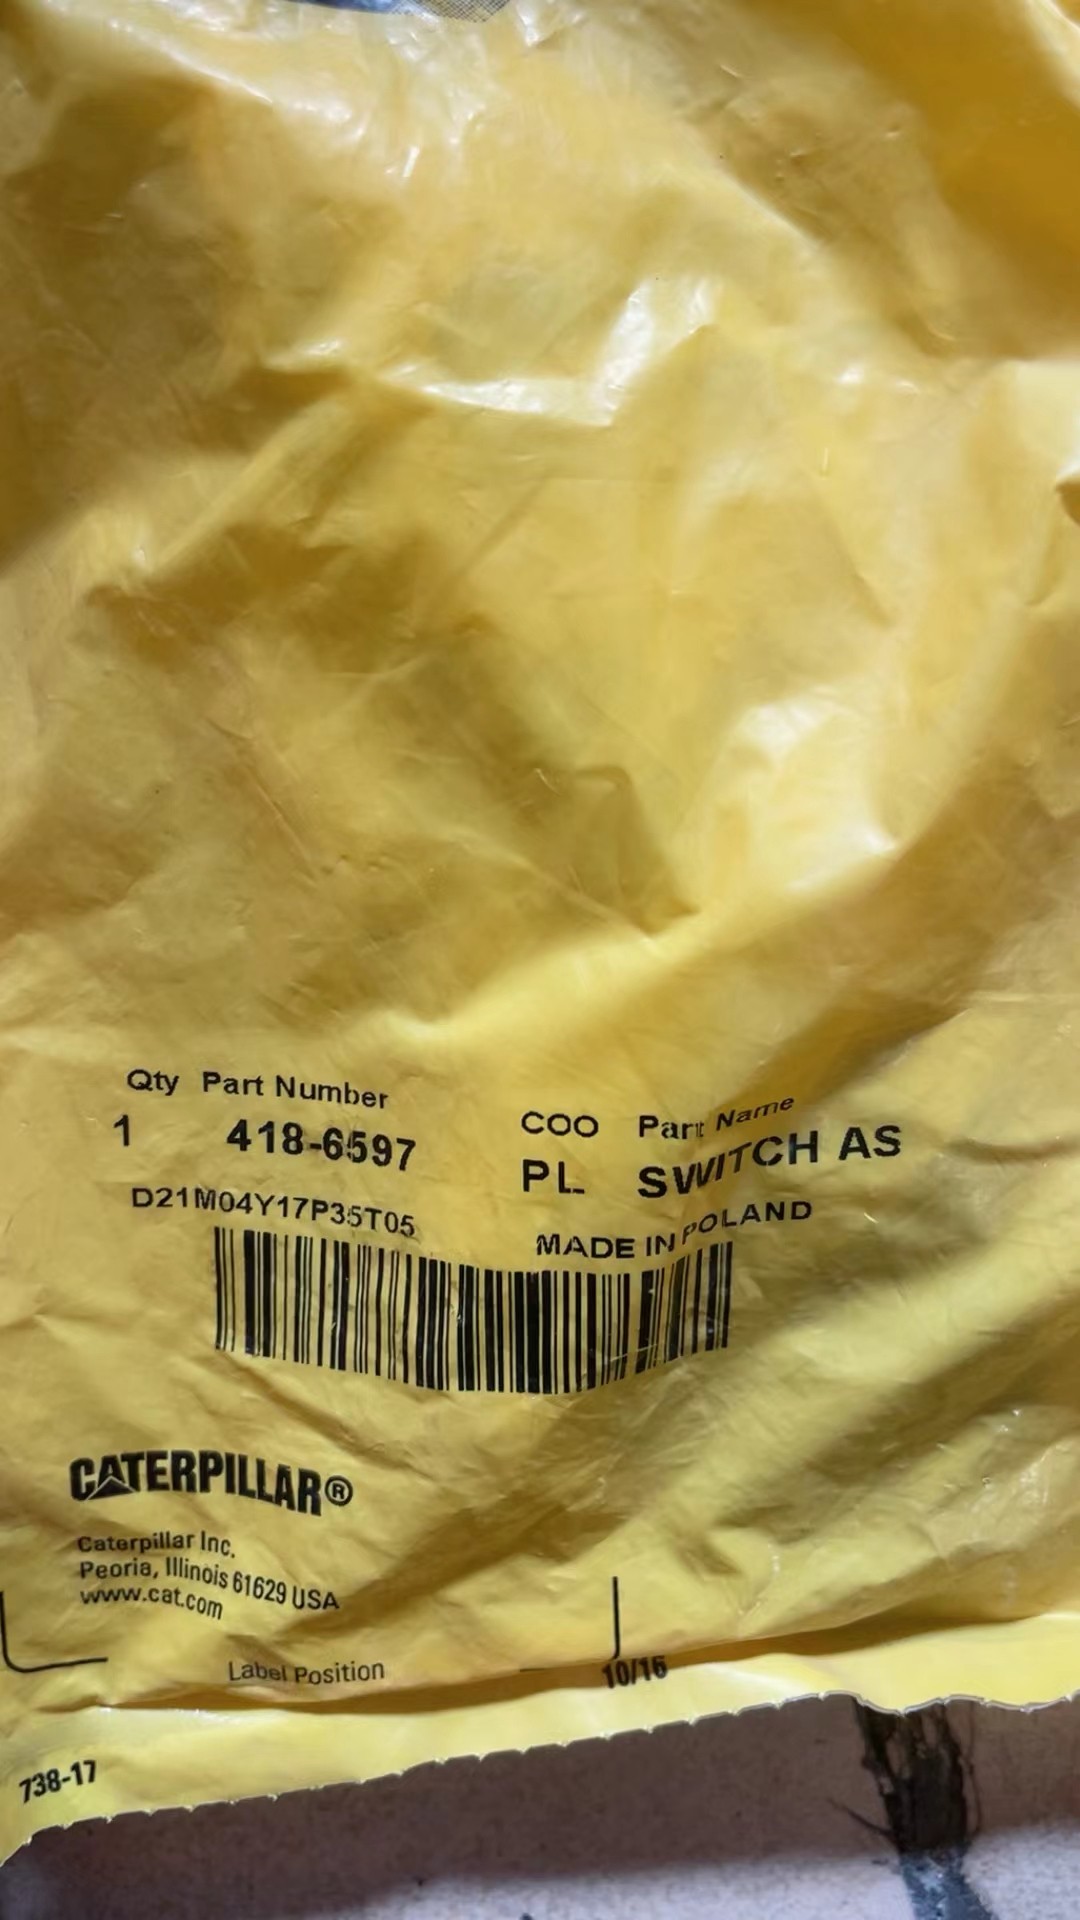 Qty Part Number
1 418-6597
D21M04Y17P35T05
COO Part Name
PL SWITCH AS
MADE IN POLAND
CATERPILLAR®
Caterpillar Inc.
Peoria, Illinois 61629 USA
www.cat.com
Label Position
10/16
738-17